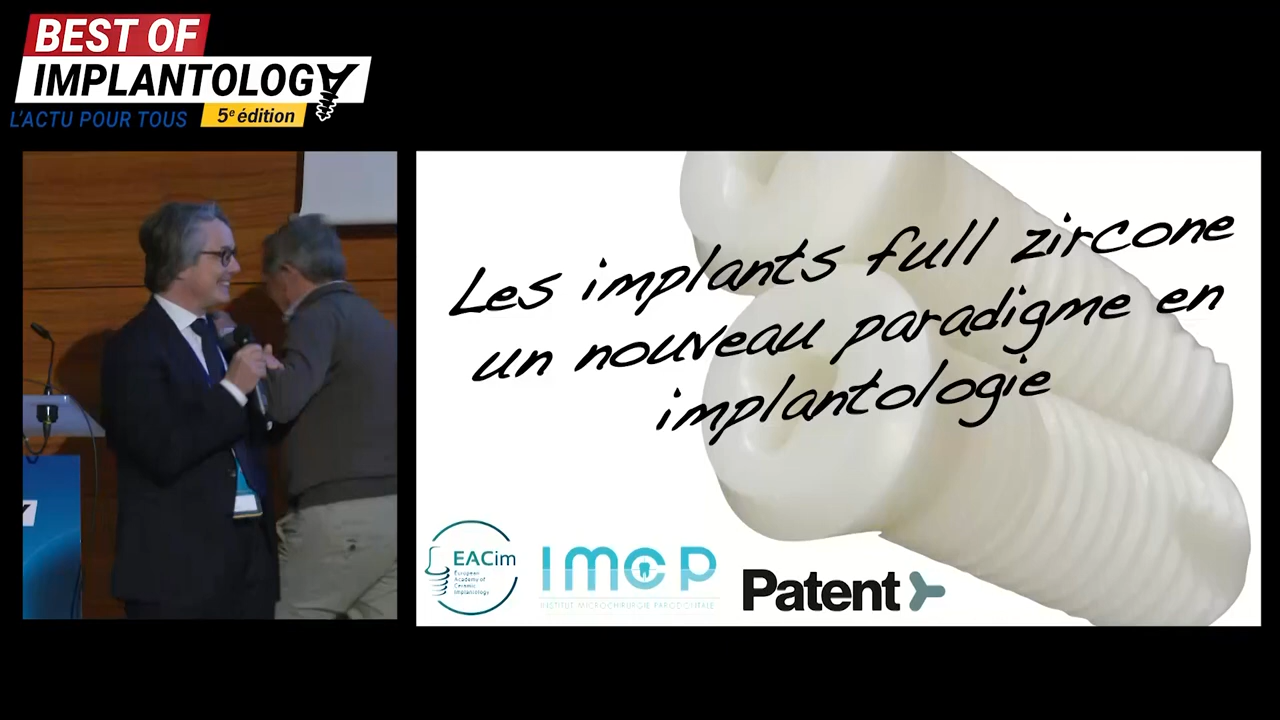 BEST OF
IMPLANTOLOGY
L'ACTU POUR TOUS
5e édition
Les implants full zircone
un nouveau paradigme en
implantologie
EACim
European
Academy of
Ceramic
Implantology
IMCP
INSTITUT MICROCHIRURGIE PARODONTALE
Patent